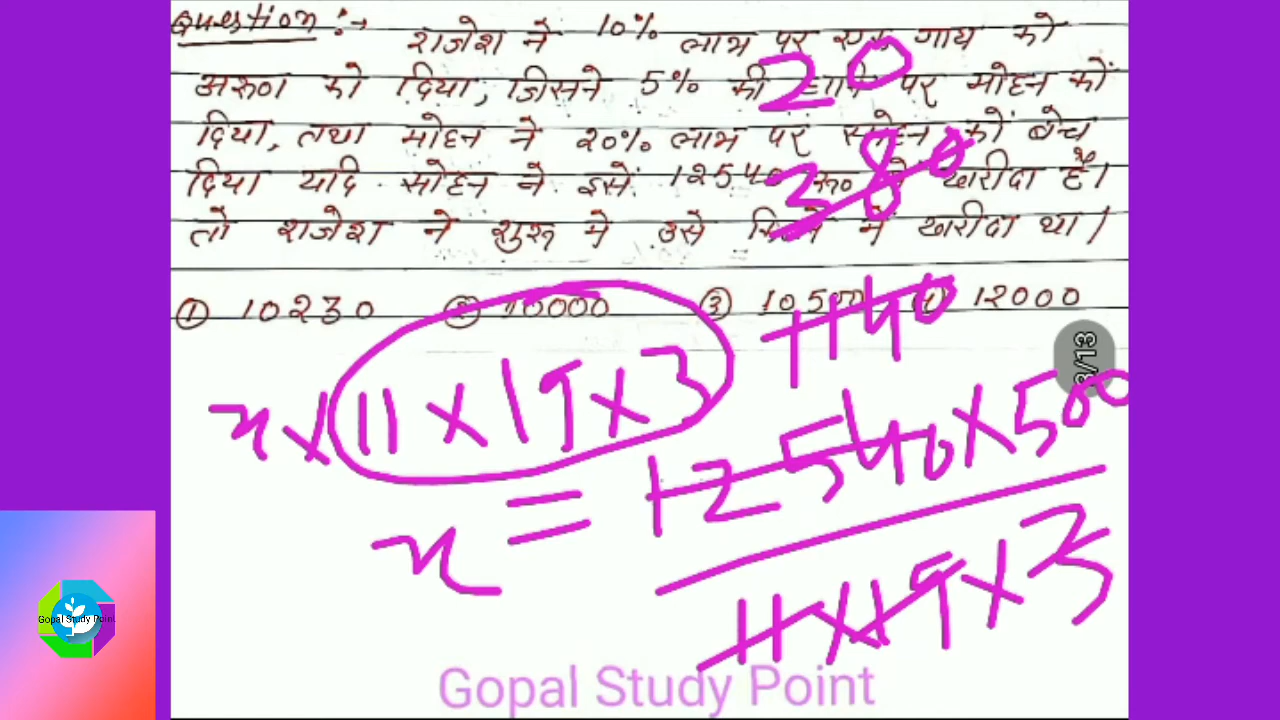 Question :→ राजेश ने 10% लाभ पर एक गाय को
अरुण को दिया, जिसने 5% की हानि पर मोहन को
दिया, तथा मोहन ने 20% लाभ पर सोहन को बेच
दिया यदि सोहन ने इसे 12540 रू० में खरीदा है।
तो राजेश ने शुरू में उसे कितने में खरीदा था।
① 10230 ② 10000 ③ 10500 ④ 12000
20
380
1140
x × 11 × 19 × 3
x = 12540 × 500
11 × 19 × 3
8/13
Gopal Study Point
Gopal Study Point